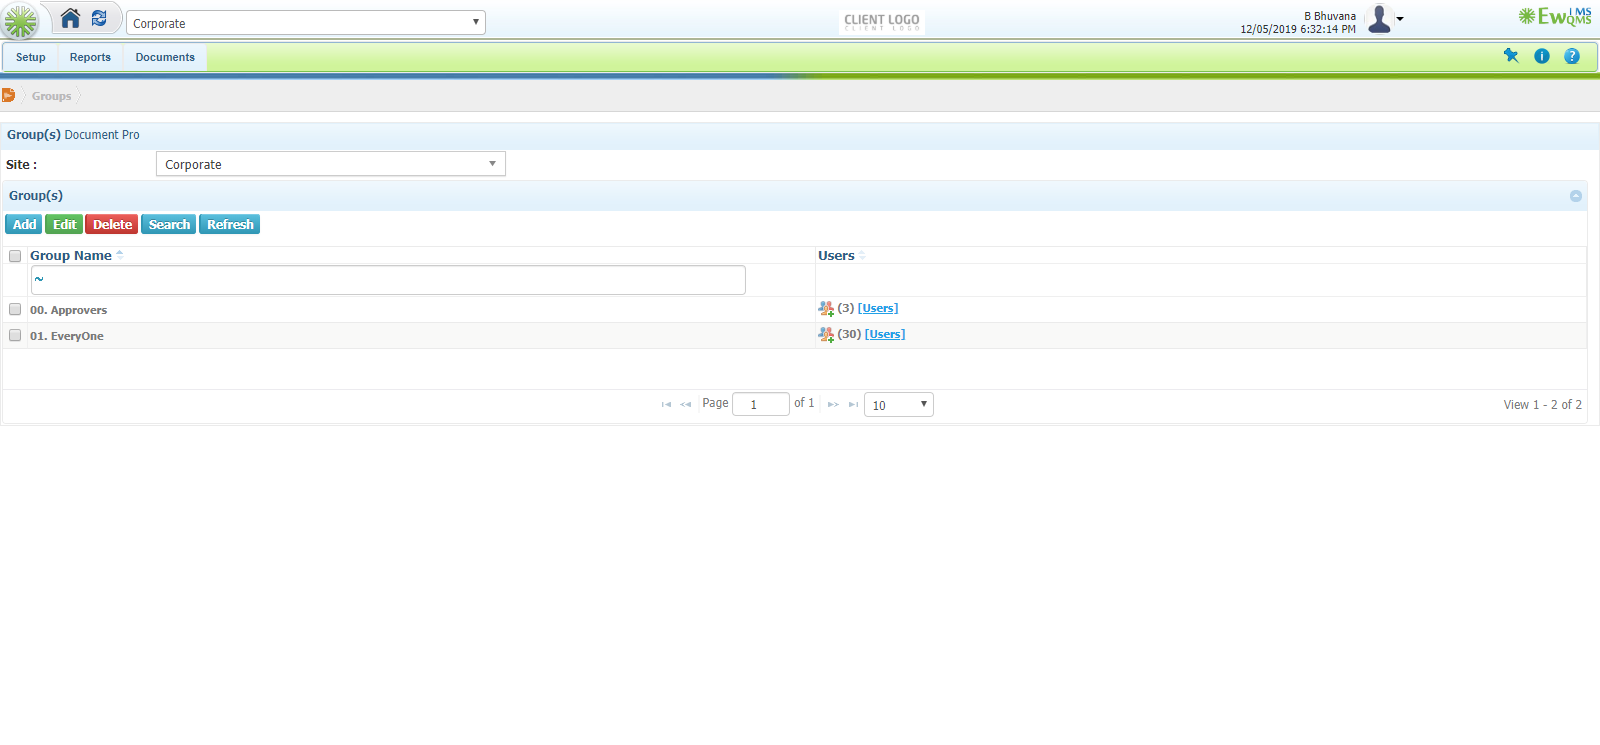 Corporate
CLIENT LOGO
CLIENT LOGO
B Bhuvana
12/05/2019 6:32:14 PM
EwQMS
IMS
Setup Reports Documents
Groups
Group(s) Document Pro
Site : Corporate
Group(s)
Add Edit Delete Search Refresh
Group Name Users
~
00. Approvers (3) [Users]
01. EveryOne (30) [Users]
Page 1 of 1 10 View 1 - 2 of 2